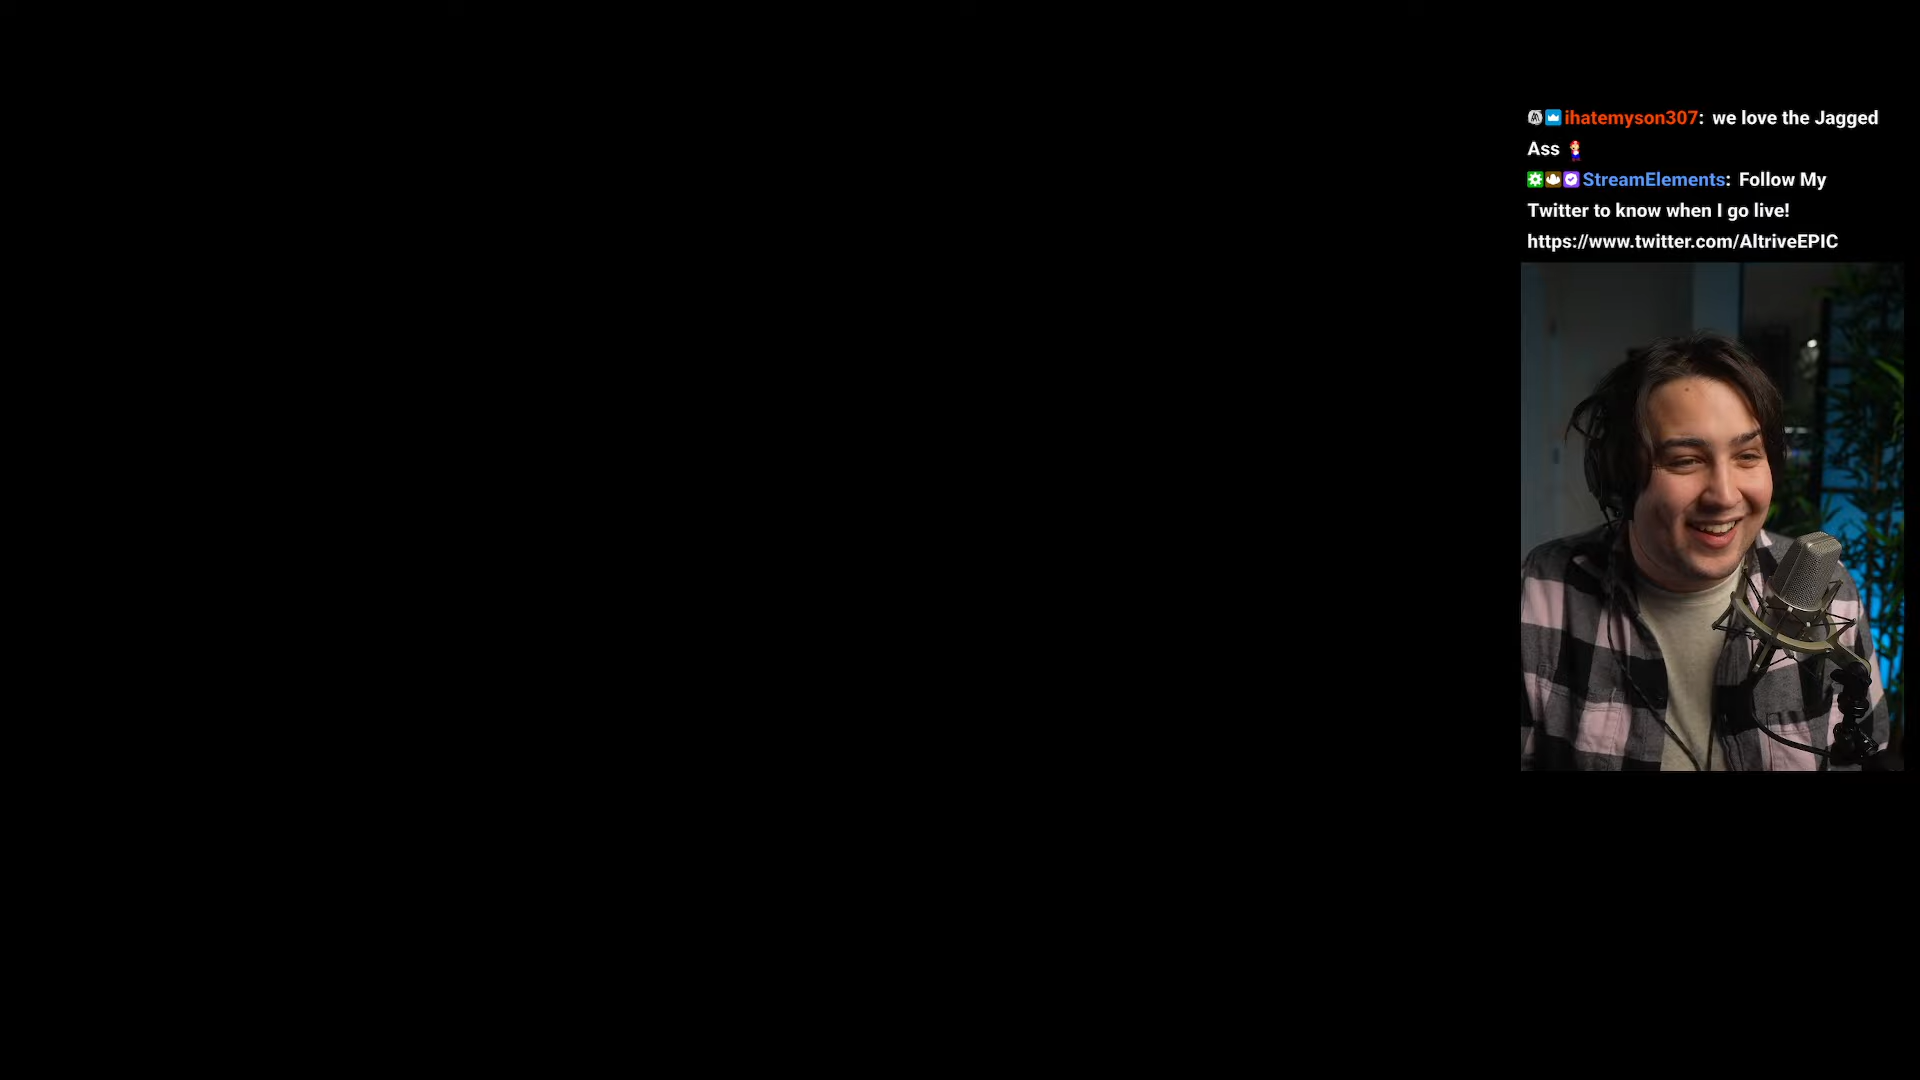 ihatemyson307: we love the Jagged
Ass
StreamElements: Follow My
Twitter to know when I go live!
https://www.twitter.com/AltriveEPIC